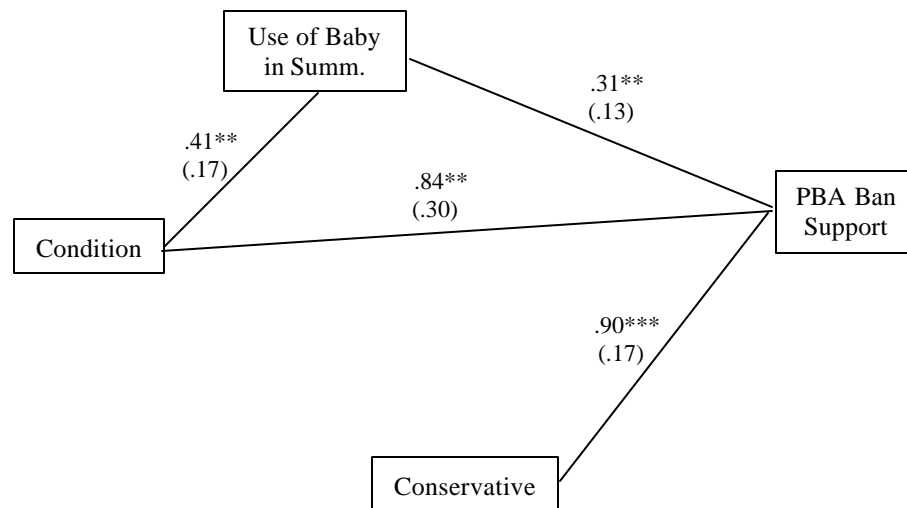 Use of Baby
in Summ.
.31**
(.13)
.41**
(.17)
.84**
(.30)
PBA Ban
Support
Condition
.90***
(.17)
Conservative